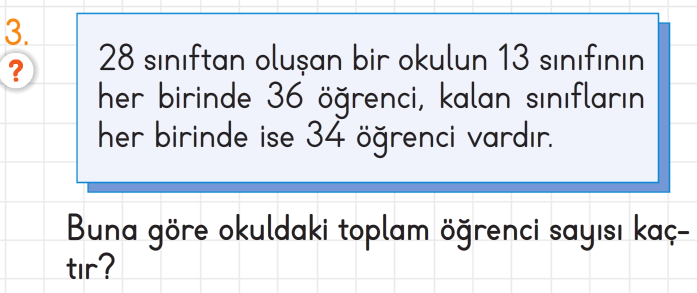 3.
?
28 sınıftan oluşan bir okulun 13 sınıfının
her birinde 36 öğrenci, kalan sınıfların
her birinde ise 34 öğrenci vardır.
Buna göre okuldaki toplam öğrenci sayısı kaç-
tır?